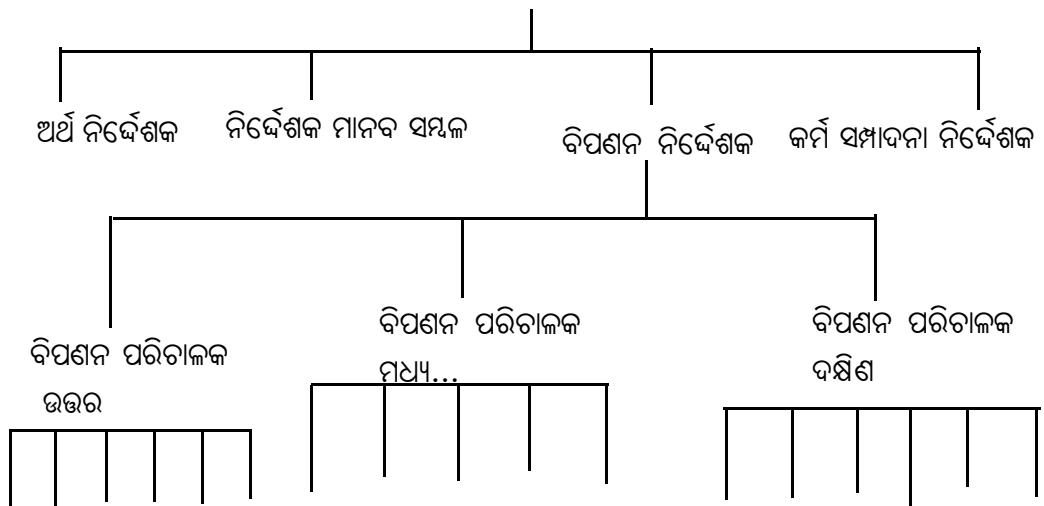 ଅର୍ଥ ନିର୍ଦ୍ଦେଶକ
ନିର୍ଦ୍ଦେଶକ ମାନବ ସମ୍ବଳ
ବିପଣନ ନିର୍ଦ୍ଦେଶକ
କର୍ମ ସମ୍ପାଦନା ନିର୍ଦ୍ଦେଶକ
ବିପଣନ ପରିଚାଳକ
ଉତ୍ତର
ବିପଣନ ପରିଚାଳକ
ମଧ୍ୟ...
ବିପଣନ ପରିଚାଳକ
ଦକ୍ଷିଣ